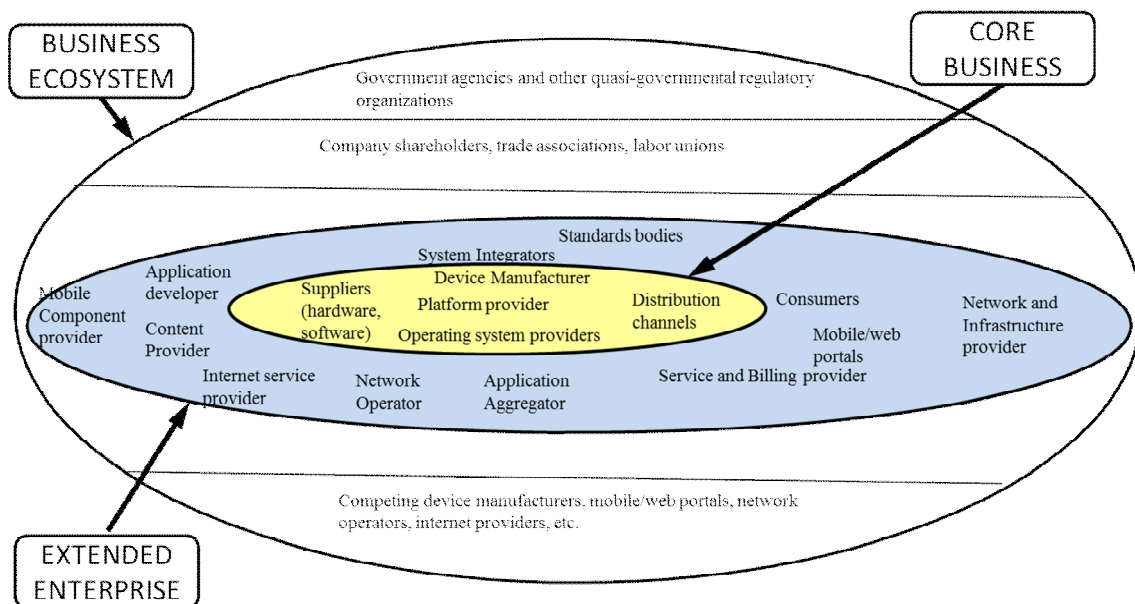 BUSINESS
ECOSYSTEM
CORE
BUSINESS
Government agencies and other quasi-governmental regulatory
organizations
Company shareholders, trade associations, labor unions
Standards bodies
System Integrators
Device Manufacturer
Application
developer
Mobile
Component
provider
Content
Provider
Suppliers
(hardware,
software)
Platform provider
Operating system providers
Distribution
channels
Consumers
Network and
Infrastructure
provider
Mobile/web
portals
Internet service
provider
Network
Operator
Application
Aggregator
Service and Billing provider
Competing device manufacturers, mobile/web portals, network
operators, internet providers, etc.
EXTENDED
ENTERPRISE